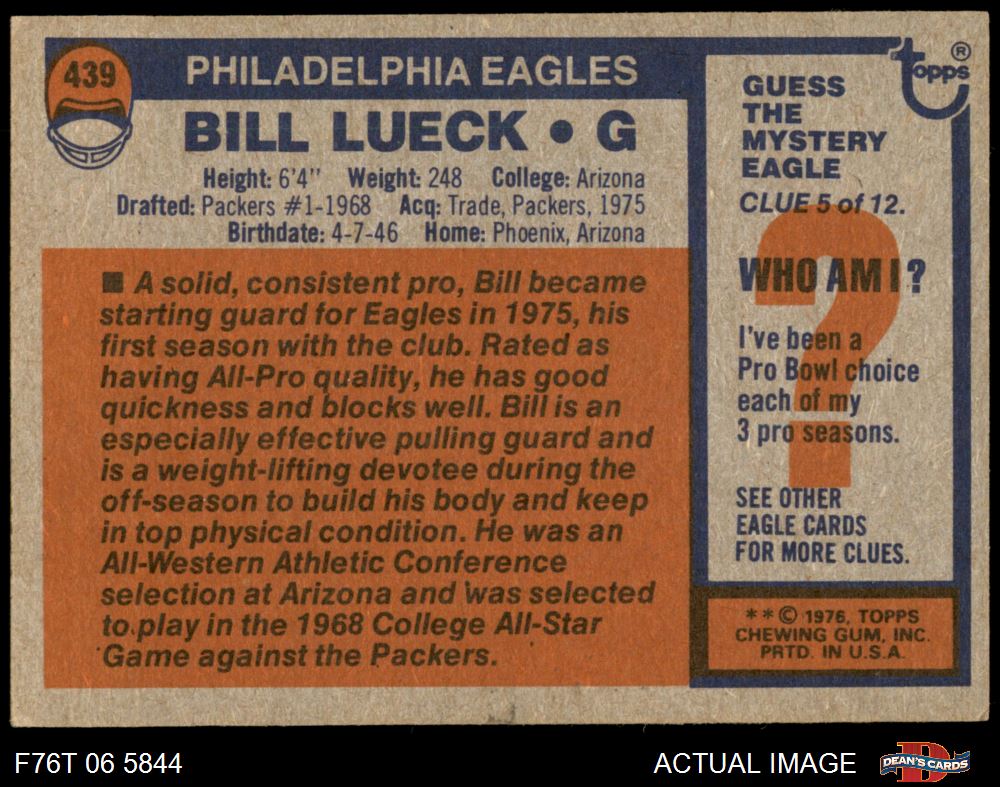 439
PHILADELPHIA EAGLES
BILL LUECK • G
Height: 6'4" Weight: 248 College: Arizona
Drafted: Packers #1-1968 Acq: Trade, Packers, 1975
Birthdate: 4-7-46 Home: Phoenix, Arizona
■ A solid, consistent pro, Bill became
starting guard for Eagles in 1975, his
first season with the club. Rated as
having All-Pro quality, he has good
quickness and blocks well. Bill is an
especially effective pulling guard and
is a weight-lifting devotee during the
off-season to build his body and keep
in top physical condition. He was an
All-Western Athletic Conference
selection at Arizona and was selected
to play in the 1968 College All-Star
Game against the Packers.
topps®
GUESS
THE
MYSTERY
EAGLE
CLUE 5 of 12.
?
WHO AM I?
I've been a
Pro Bowl choice
each of my
3 pro seasons.
SEE OTHER
EAGLE CARDS
FOR MORE CLUES.
**© 1976, TOPPS
CHEWING GUM, INC.
PRTD. IN U.S.A.
F76T 06 5844
ACTUAL IMAGE
DEAN'S CARDS